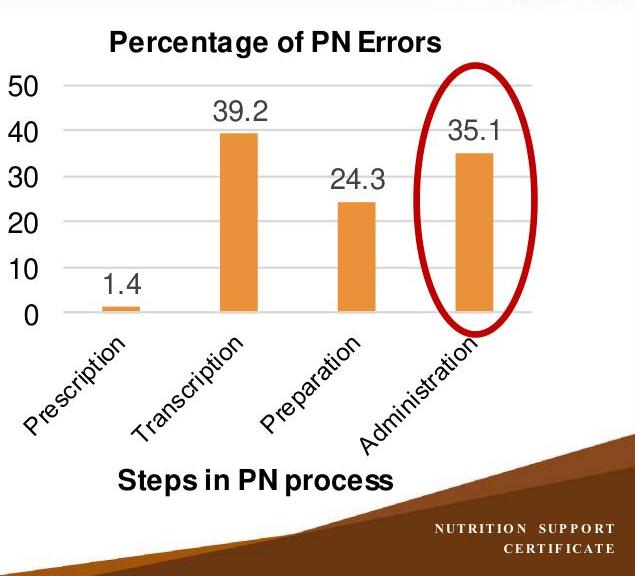 Percentage of PN Errors
50
40
30
20
10
0
1.4
39.2
24.3
35.1
Prescription
Transcription
Preparation
Administration
Steps in PN process
NUTRITION SUPPORT
CERTIFICATE